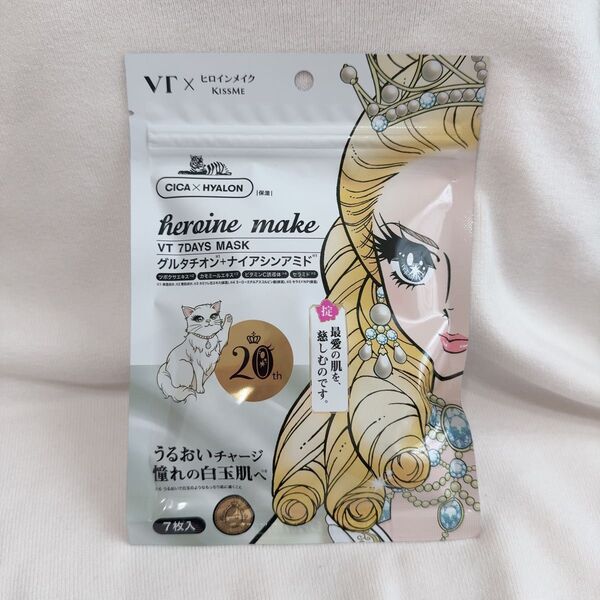 VT × ヒロインメイク
KISSME
CICA×HYALON |保湿|
heroine make
VT 7DAYS MASK
グルタチオン+ナイアシンアミド
ツボクサエキス カモミールエキス ビタミンC誘導体 セラミド
20th
掟
最愛の肌を、
慈しむのです。
うるおいチャージ
憧れの白玉肌へ
7枚入